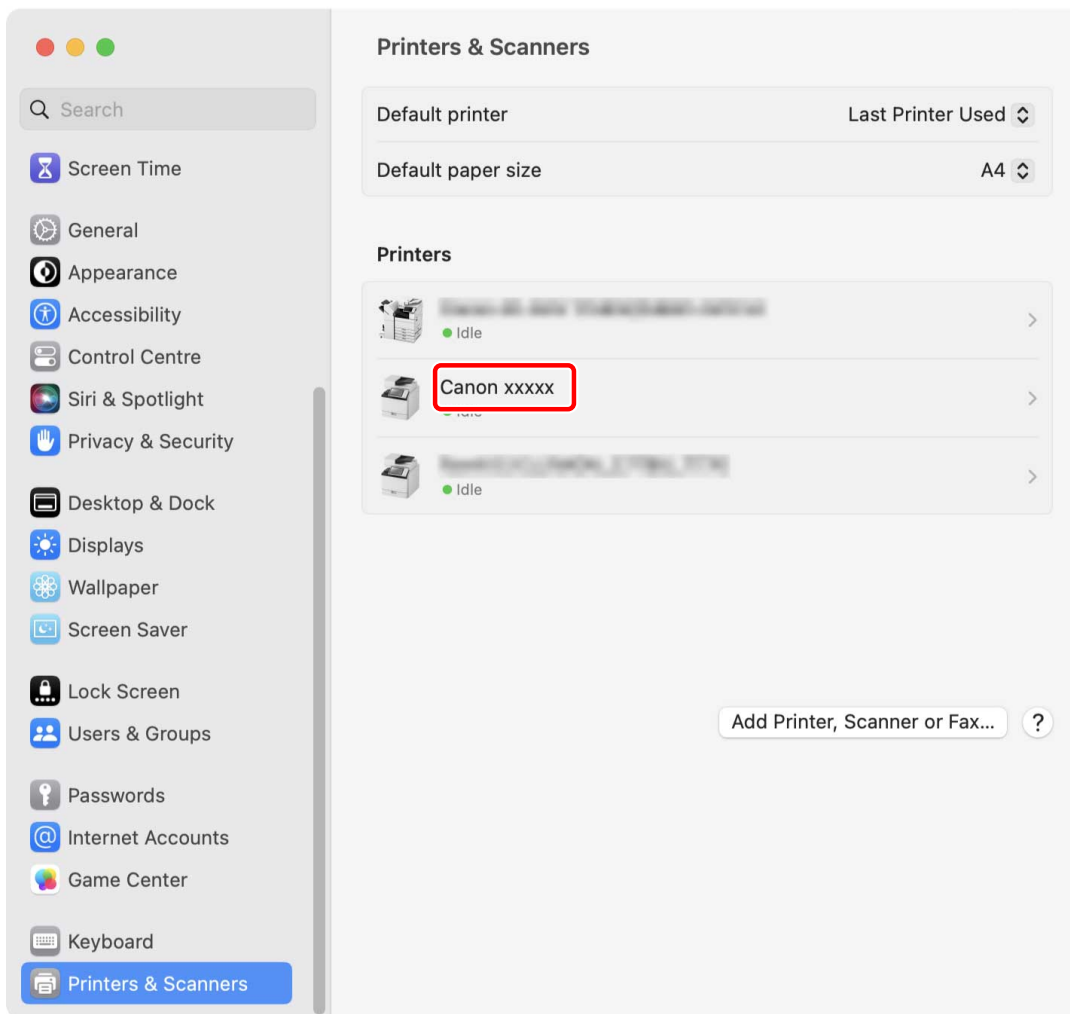 Search
Screen Time
General
Appearance
Accessibility
Control Centre
Siri & Spotlight
Privacy & Security
Desktop & Dock
Displays
Wallpaper
Screen Saver
Lock Screen
Users & Groups
Passwords
Internet Accounts
Game Center
Keyboard
Printers & Scanners
Printers & Scanners
Default printer Last Printer Used
Default paper size A4
Printers
Idle
Canon xxxxx
Idle
Add Printer, Scanner or Fax...
?